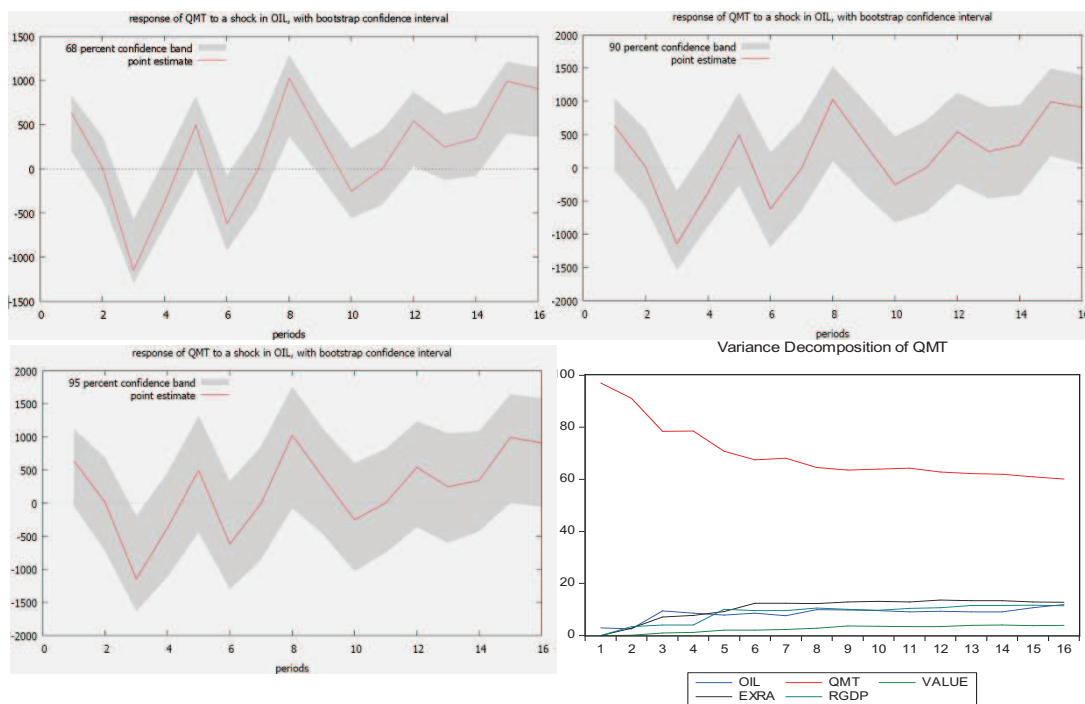 response of QMT to a shock in OIL, with bootstrap confidence interval
68 percent confidence band
point estimate
1500
1000
500
0
-500
-1000
-1500
0 2 4 6 8 10 12 14 16
periods
response of QMT to a shock in OIL, with bootstrap confidence interval
90 percent confidence band
point estimate
2000
1500
1000
500
0
-500
-1000
-1500
-2000
0 2 4 6 8 10 12 14 16
periods
response of QMT to a shock in OIL, with bootstrap confidence interval
95 percent confidence band
point estimate
2000
1500
1000
500
0
-500
-1000
-1500
-2000
0 2 4 6 8 10 12 14 16
periods
Variance Decomposition of QMT
100
80
60
40
20
0
1 2 3 4 5 6 7 8 9 10 11 12 13 14 15 16
OIL QMT VALUE
EXRA RGDP